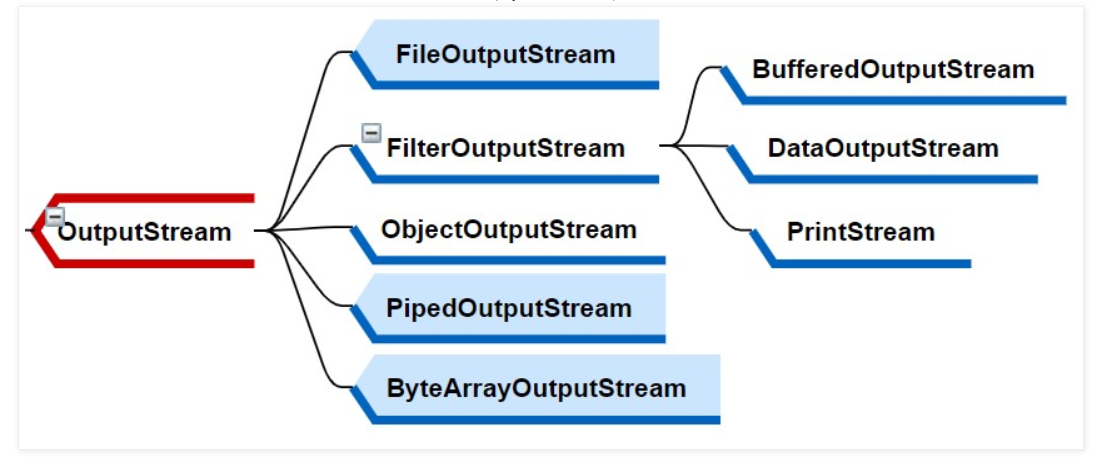 FileOutputStream
BufferedOutputStream
FilterOutputStream
DataOutputStream
OutputStream
ObjectOutputStream
PrintStream
PipedOutputStream
ByteArrayOutputStream